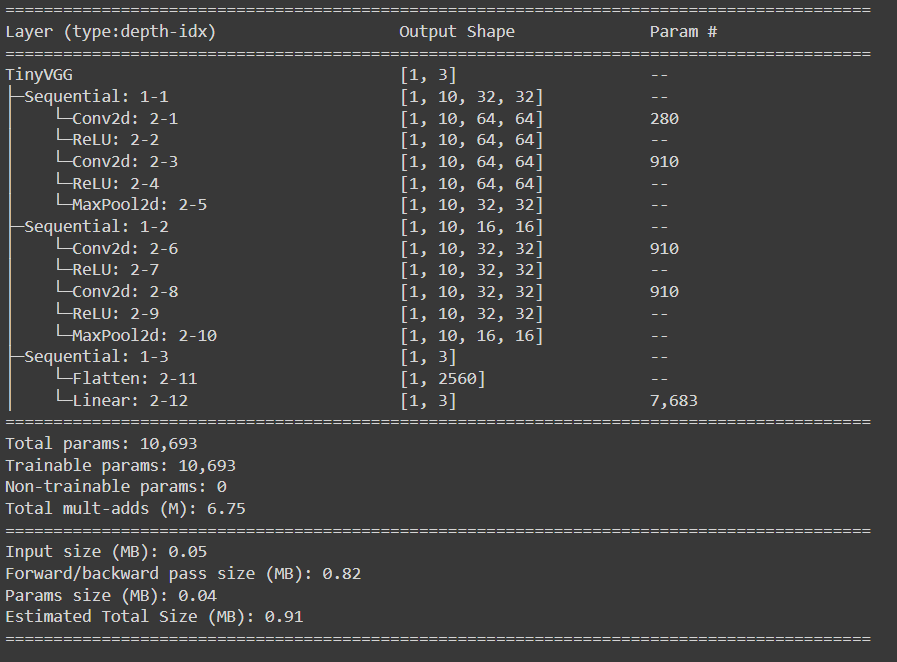 ==========================================================================================
Layer (type:depth-idx)                   Output Shape              Param #
==========================================================================================
TinyVGG                                  [1, 3]                    --
├─Sequential: 1-1                        [1, 10, 32, 32]           --
│    └─Conv2d: 2-1                       [1, 10, 64, 64]           280
│    └─ReLU: 2-2                         [1, 10, 64, 64]           --
│    └─Conv2d: 2-3                       [1, 10, 64, 64]           910
│    └─ReLU: 2-4                         [1, 10, 64, 64]           --
│    └─MaxPool2d: 2-5                    [1, 10, 32, 32]           --
├─Sequential: 1-2                        [1, 10, 16, 16]           --
│    └─Conv2d: 2-6                       [1, 10, 32, 32]           910
│    └─ReLU: 2-7                         [1, 10, 32, 32]           --
│    └─Conv2d: 2-8                       [1, 10, 32, 32]           910
│    └─ReLU: 2-9                         [1, 10, 32, 32]           --
│    └─MaxPool2d: 2-10                   [1, 10, 16, 16]           --
├─Sequential: 1-3                        [1, 3]                    --
│    └─Flatten: 2-11                     [1, 2560]                 --
│    └─Linear: 2-12                      [1, 3]                    7,683
==========================================================================================
Total params: 10,693
Trainable params: 10,693
Non-trainable params: 0
Total mult-adds (M): 6.75
==========================================================================================
Input size (MB): 0.05
Forward/backward pass size (MB): 0.82
Params size (MB): 0.04
Estimated Total Size (MB): 0.91
==========================================================================================